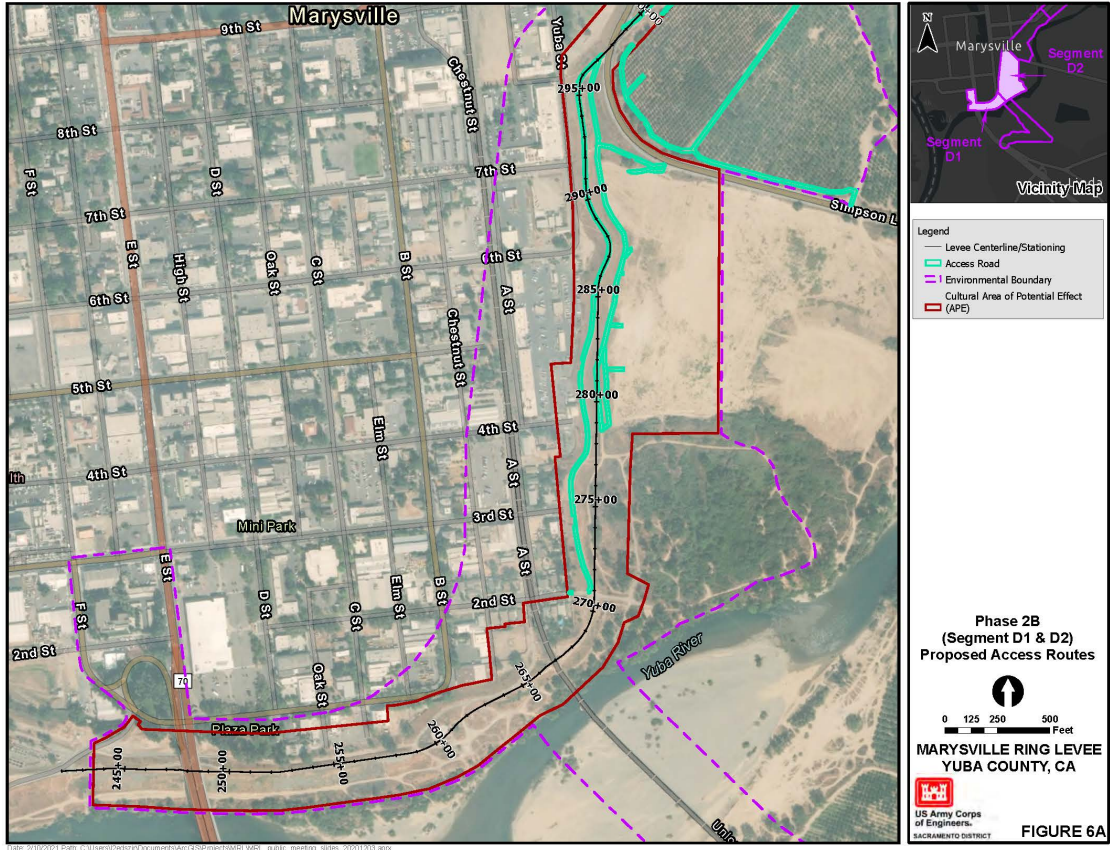 Marysville
9th St
8th St
7th St
7th St
6th St
6th St
5th St
4th St
4th St
3rd St
2nd St
2nd St
F St
F St
E St
E St
High St
D St
D St
Oak St
Oak St
C St
C St
Elm St
Elm St
B St
B St
Chestnut St
Chestnut St
A St
A St
A St
Yuba St
lth
Mini Park
Plaza Park
70
Simpson L
Yuba River
Unio
295+00
290+00
285+00
280+00
275+00
270+00
265+00
260+00
255+00
250+00
245+00
N
Marysville
Segment
D2
Segment
D1
Vicinity Map
Legend
Levee Centerline/Stationing
Access Road
Environmental Boundary
Cultural Area of Potential Effect
(APE)
Phase 2B
(Segment D1 & D2)
Proposed Access Routes
0 125 250 500
Feet
MARYSVILLE RING LEVEE
YUBA COUNTY, CA
US Army Corps
of Engineers.
SACRAMENTO DISTRICT
FIGURE 6A